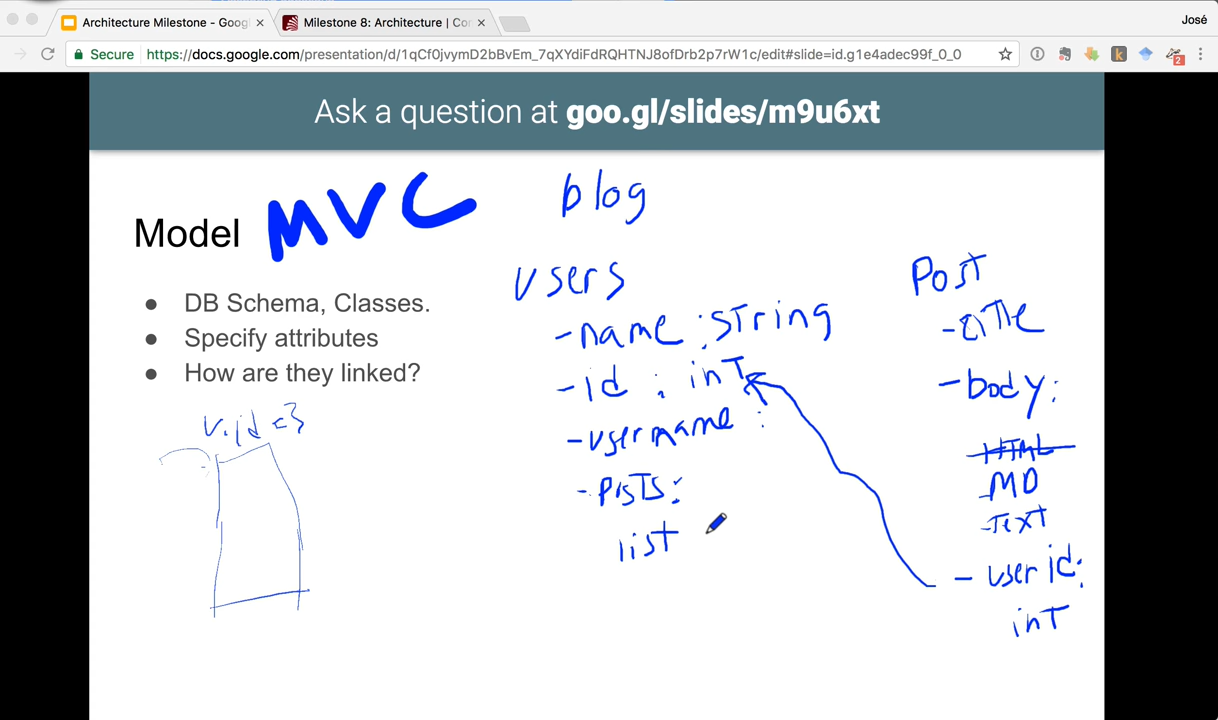 Architecture Milestone - Goog
Milestone 8: Architecture | Cor
José
Secure
https://docs.google.com/presentation/d/1qCf0jvymD2bBvEm_7qXYdiFdRQHTNJ8ofDrb2p7rW1c/edit#slide=id.g1e4adec99f_0_0
2
Ask a question at goo.gl/slides/m9u6xt
Model
MVC
blog
DB Schema, Classes.
Specify attributes
How are they linked?
users
- name : string
- id : int
- username :
- posts:
list
Post
- title
- body:
HTML
- MD
- Text
- user id:
int